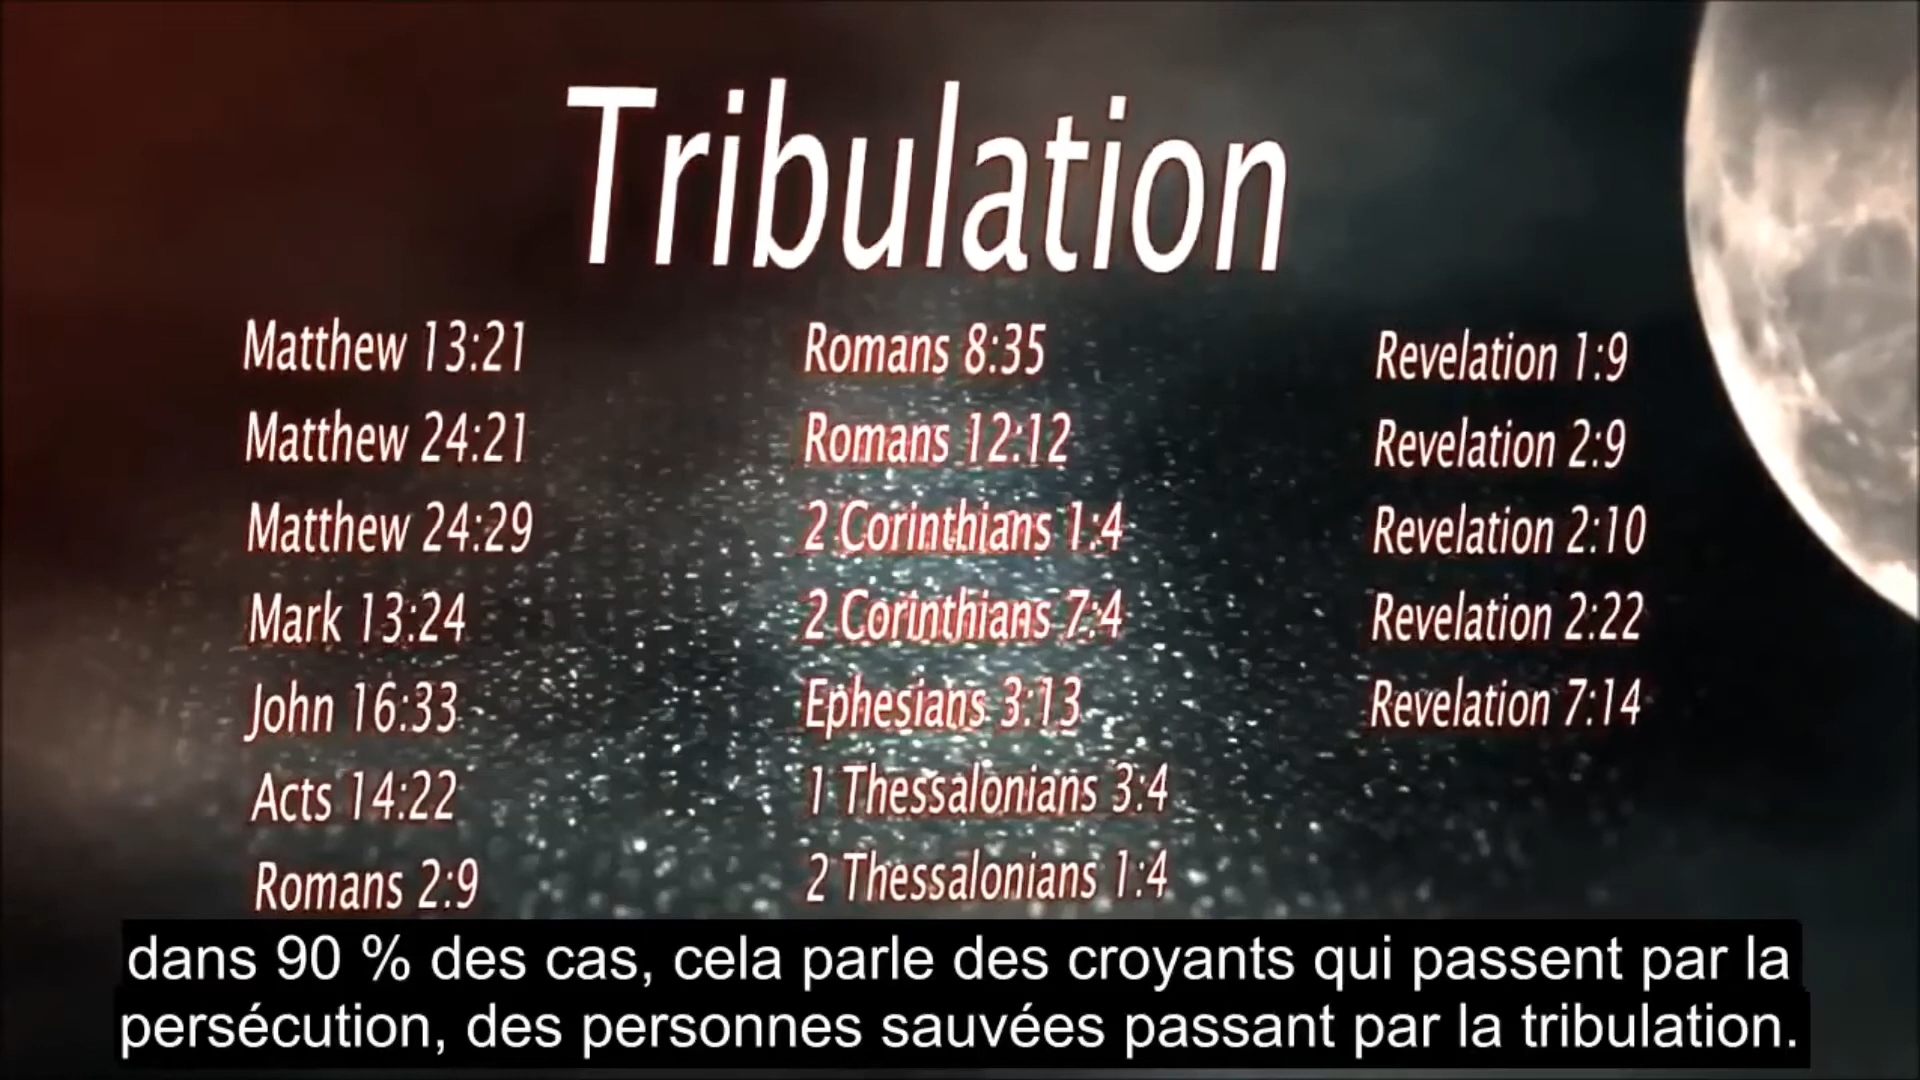 Tribulation
Matthew 13:21
Matthew 24:21
Matthew 24:29
Mark 13:24
John 16:33
Acts 14:22
Romans 2:9
Romans 8:35
Romans 12:12
2 Corinthians 1:4
2 Corinthians 7:4
Ephesians 3:13
1 Thessalonians 3:4
2 Thessalonians 1:4
Revelation 1:9
Revelation 2:9
Revelation 2:10
Revelation 2:22
Revelation 7:14
dans 90 % des cas, cela parle des croyants qui passent par la
persécution, des personnes sauvées passant par la tribulation.